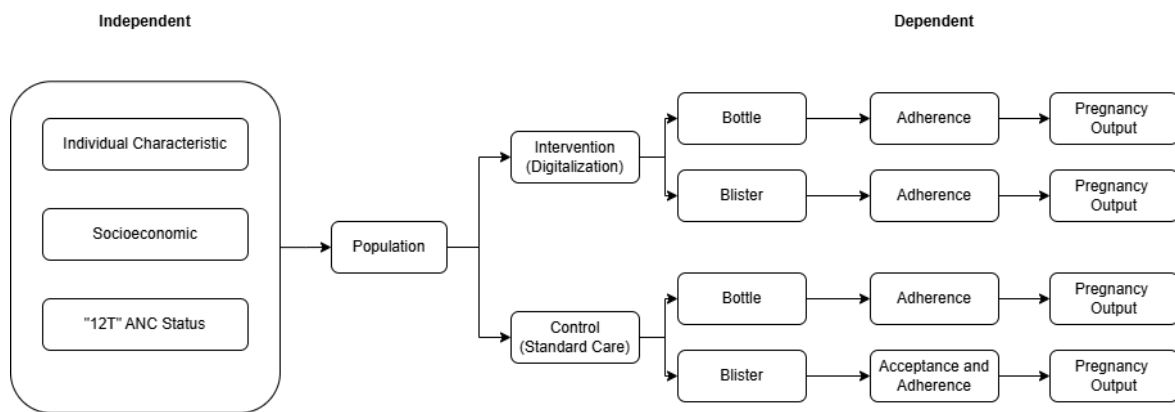 Independent
Dependent
Individual Characteristic
Socioeconomic
"12T" ANC Status
Population
Intervention
(Digitalization)
Control
(Standard Care)
Bottle
Adherence
Pregnancy
Output
Blister
Adherence
Pregnancy
Output
Bottle
Adherence
Pregnancy
Output
Blister
Acceptance and
Adherence
Pregnancy
Output